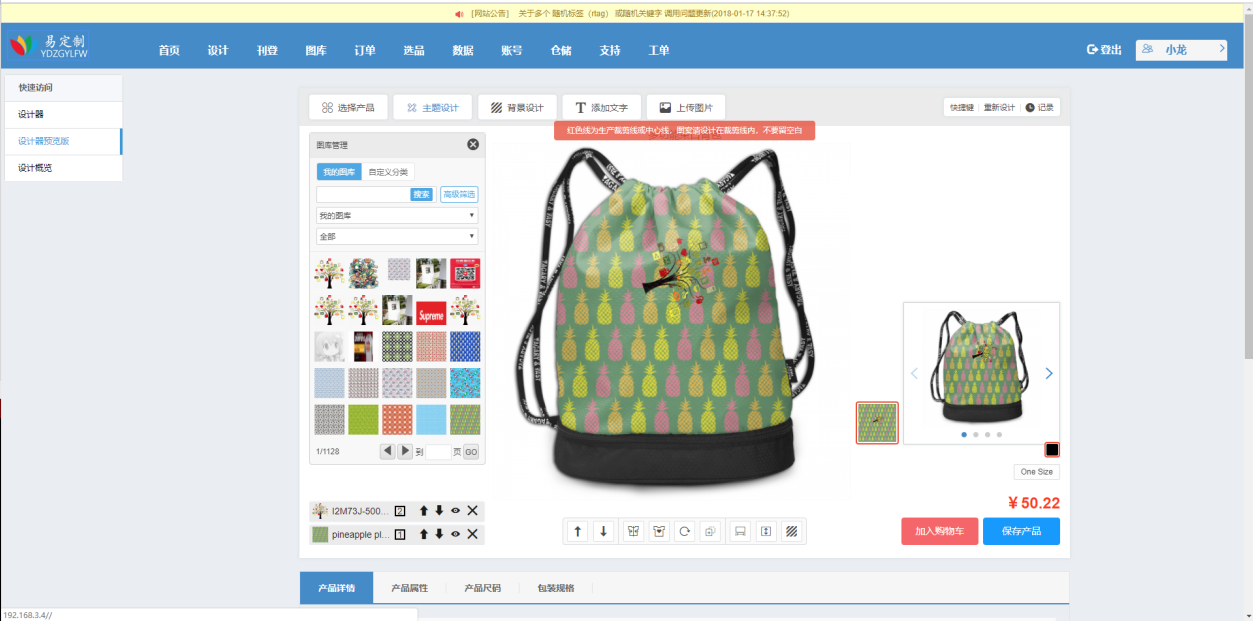 [网站公告] 关于多个 随机标签（rtag） 或随机关键字 调用问题更新(2018-01-17 14:37:52)
易定制
YDZGYLFW
首页 设计 刊登 图库 订单 选品 数据 账号 仓储 支持 工单
登出 小龙
快速访问
设计器
设计器预览版
设计概览
选择产品 主题设计 背景设计 添加文字 上传图片
快捷键 重新设计 记录
红色线为生产裁剪线或中心线，图案请设计在裁剪线内，不要留空白
图库管理
我的图库 自定义分类
搜索 高级筛选
我的图库
全部
Supreme
1/1128 到 页 GO
I2M73J-500... 2
pineapple pl... 1
One Size
¥ 50.22
加入购物车 保存产品
产品详情 产品属性 产品尺码 包装规格
192.168.3.4//